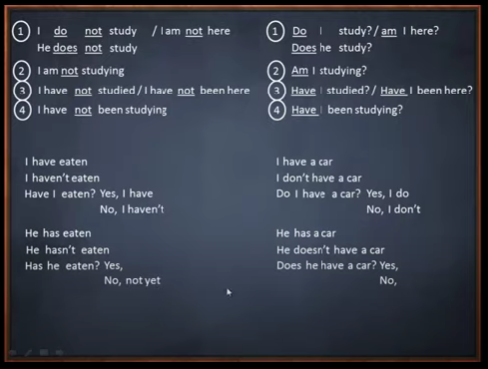 1 I do not study / I am not here
He does not study
2 I am not studying
3 I have not studied / I have not been here
4 I have not been studying
I have eaten
I haven't eaten
Have I eaten? Yes, I have
No, I haven't
He has eaten
He hasn't eaten
Has he eaten? Yes,
No, not yet
1 Do I study? / am I here?
Does he study?
2 Am I studying?
3 Have I studied? / Have I been here?
4 Have I been studying?
I have a car
I don't have a car
Do I have a car? Yes, I do
No, I don't
He has a car
He doesn't have a car
Does he have a car? Yes,
No,